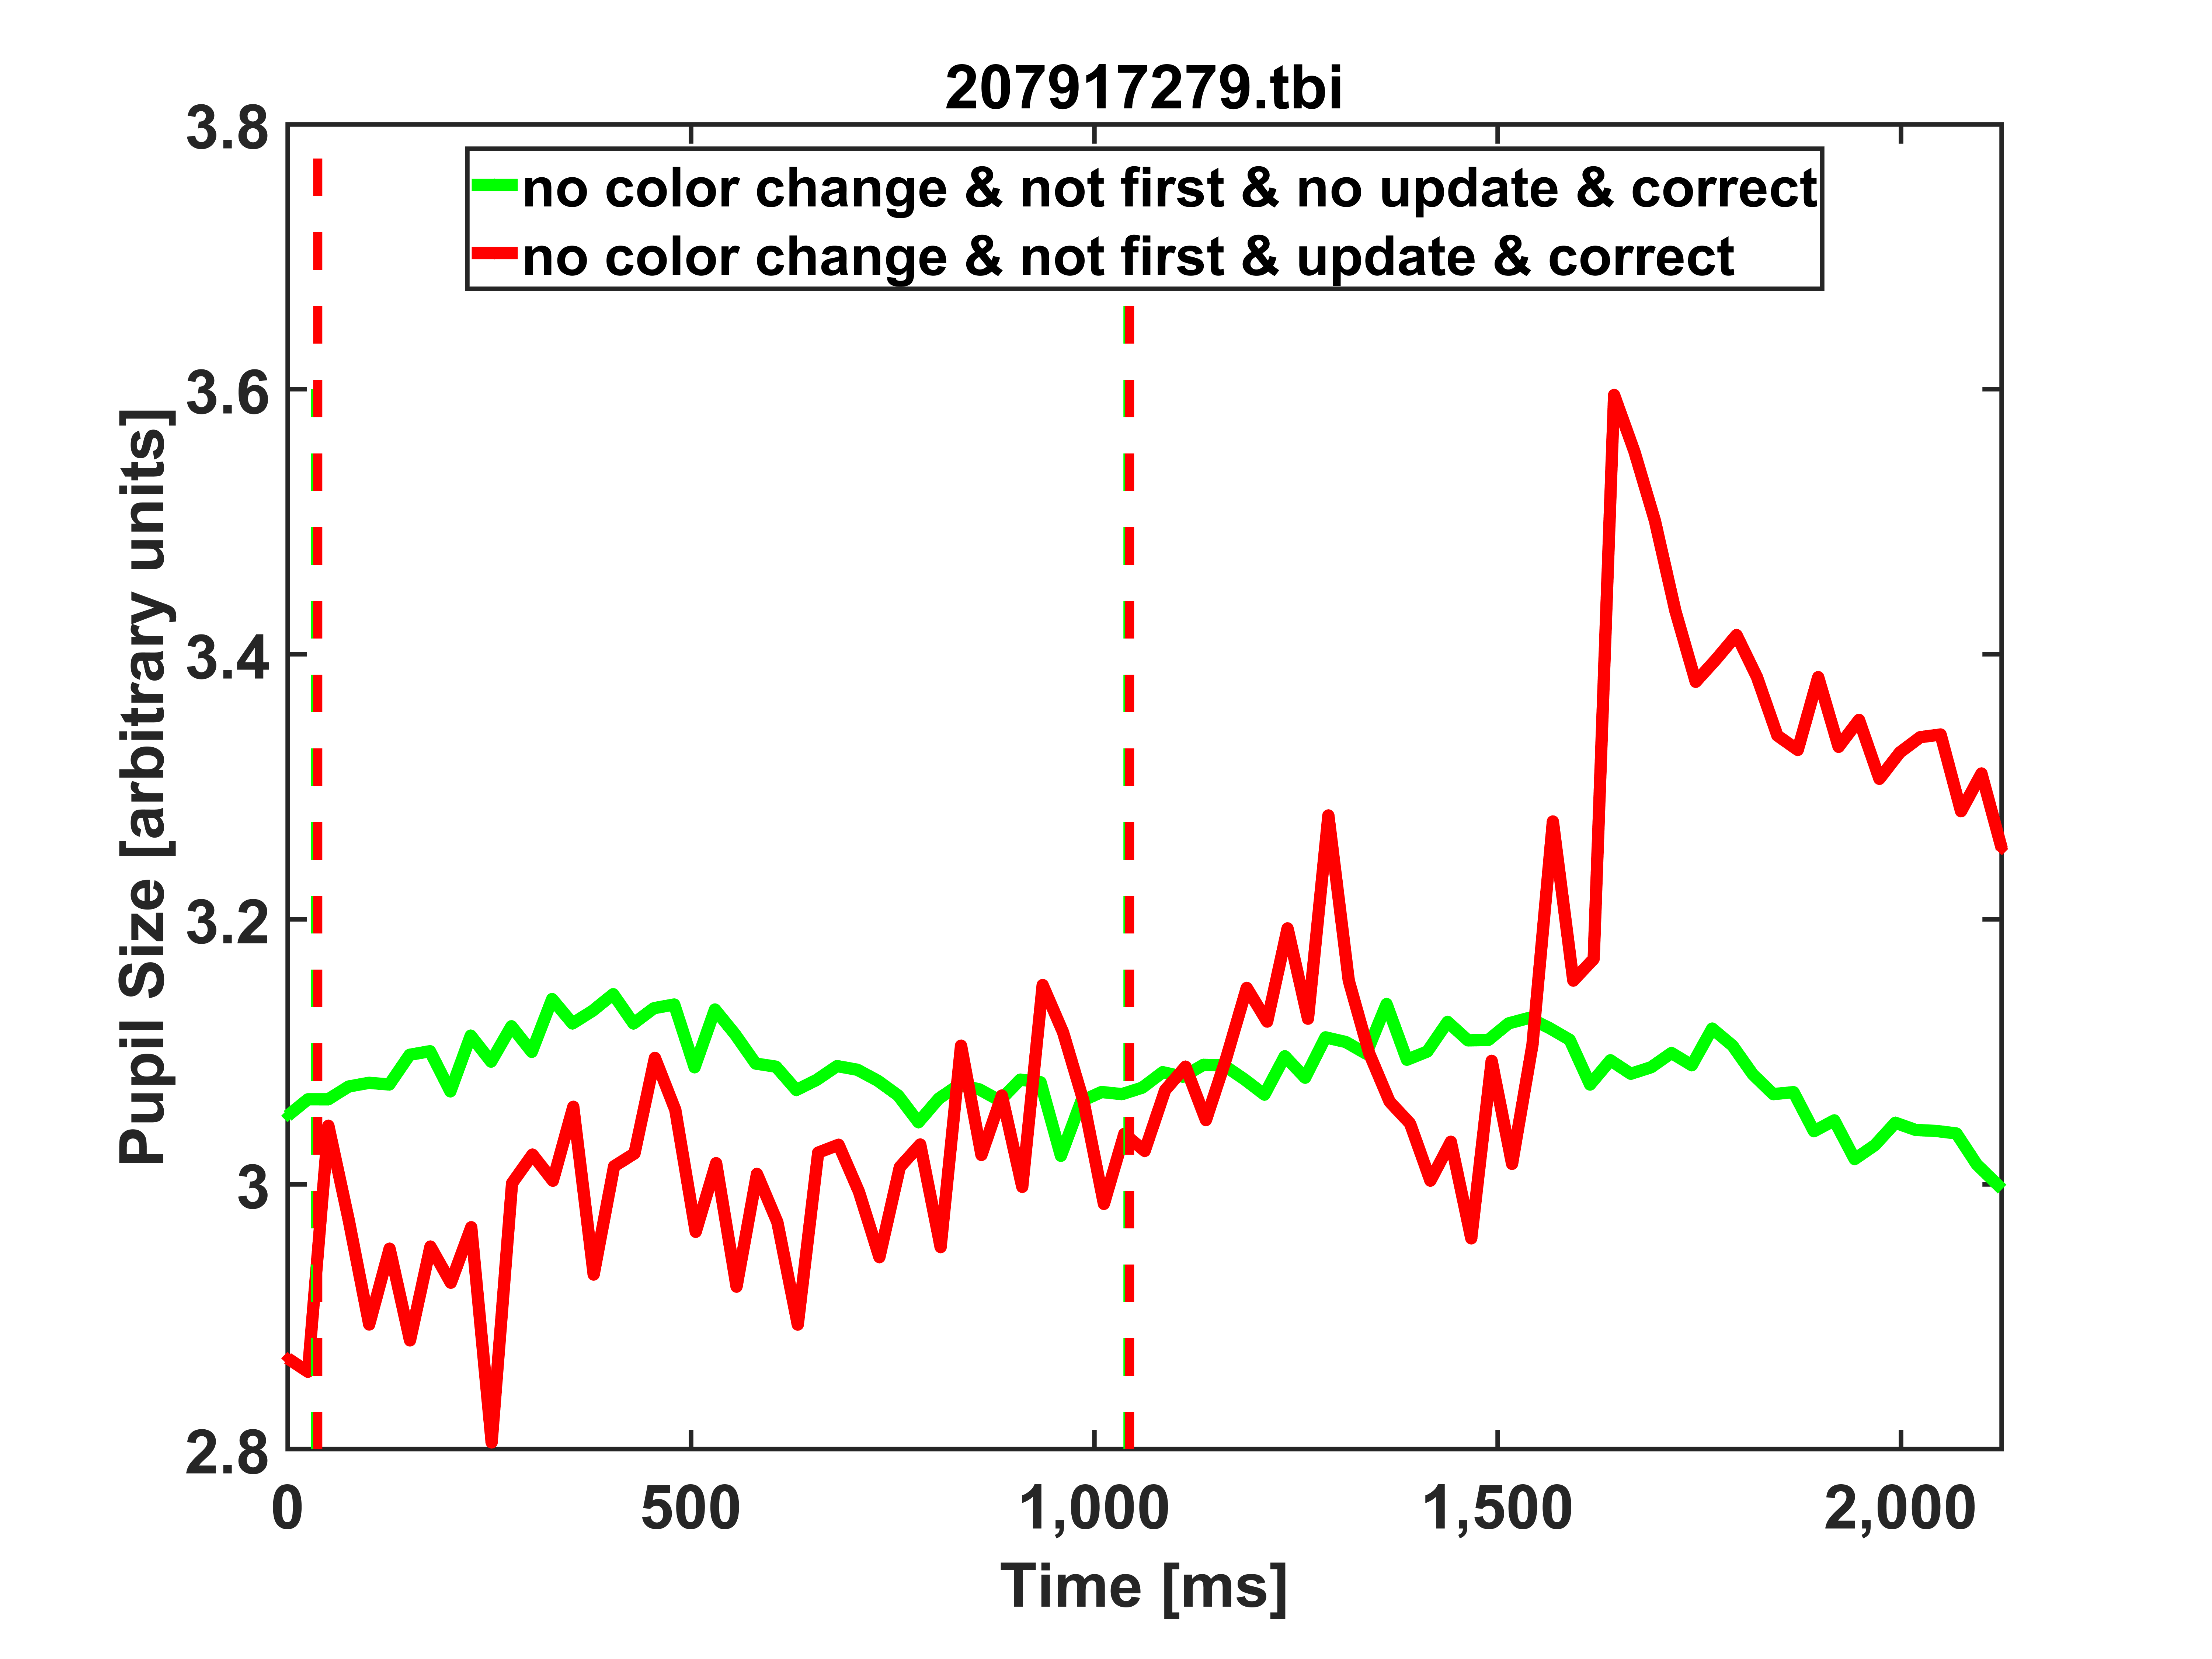 207917279.tbi
3.8
no color change & not first & no update & correct
no color change & not first & update & correct
3.6
3.4
3.2
3
2.8
Pupil Size [arbitrary units]
0 500 1,000 1,500 2,000
Time [ms]